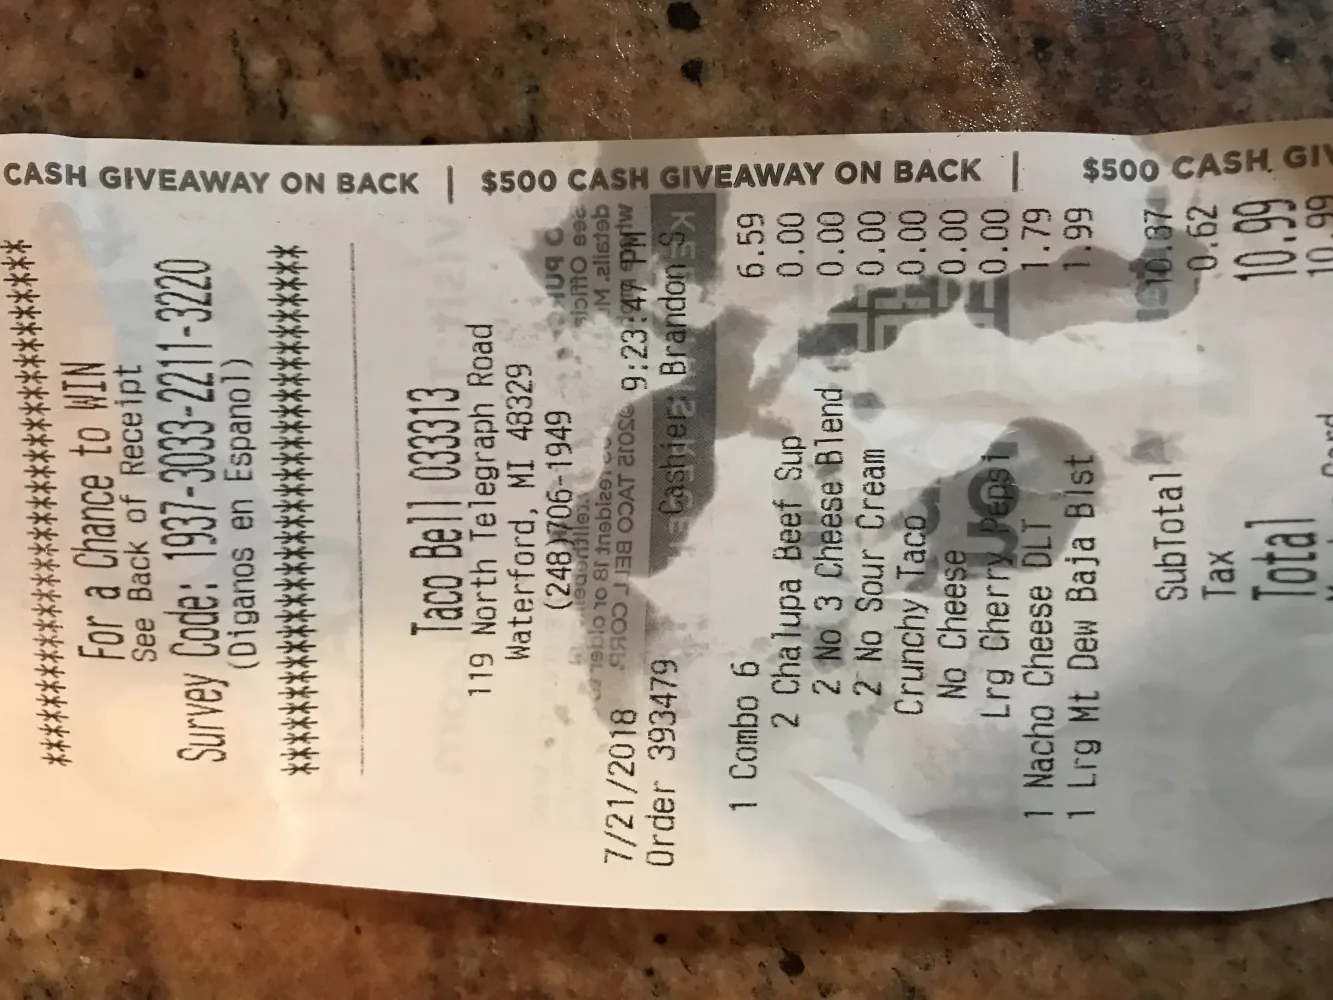 CASH GIVEAWAY ON BACK | $500 CASH GIVEAWAY ON BACK | $500 CASH GIV
****************************************
For a Chance to WIN
See Back of Receipt
Survey Code: 1937-3033-2211-3220
(Diganos en Espanol)
****************************************
Taco Bell 033313
119 North Telegraph Road
Waterford, MI 48329
(248)706-1949
7/21/2018 9:23:47 PM
Order 393479 Cashier: Brandon S
1 Combo 6 6.59
2 Chalupa Beef Sup 0.00
2 No 3 Cheese Blend 0.00
2 No Sour Cream 0.00
Crunchy Taco 0.00
No Cheese 0.00
Lrg Cherry Pepsi 0.00
1 Nacho Cheese DLT 1.79
1 Lrg Mt Dew Baja Blst 1.99
SubTotal 10.37
Tax 0.62
Total 10.99
10.99